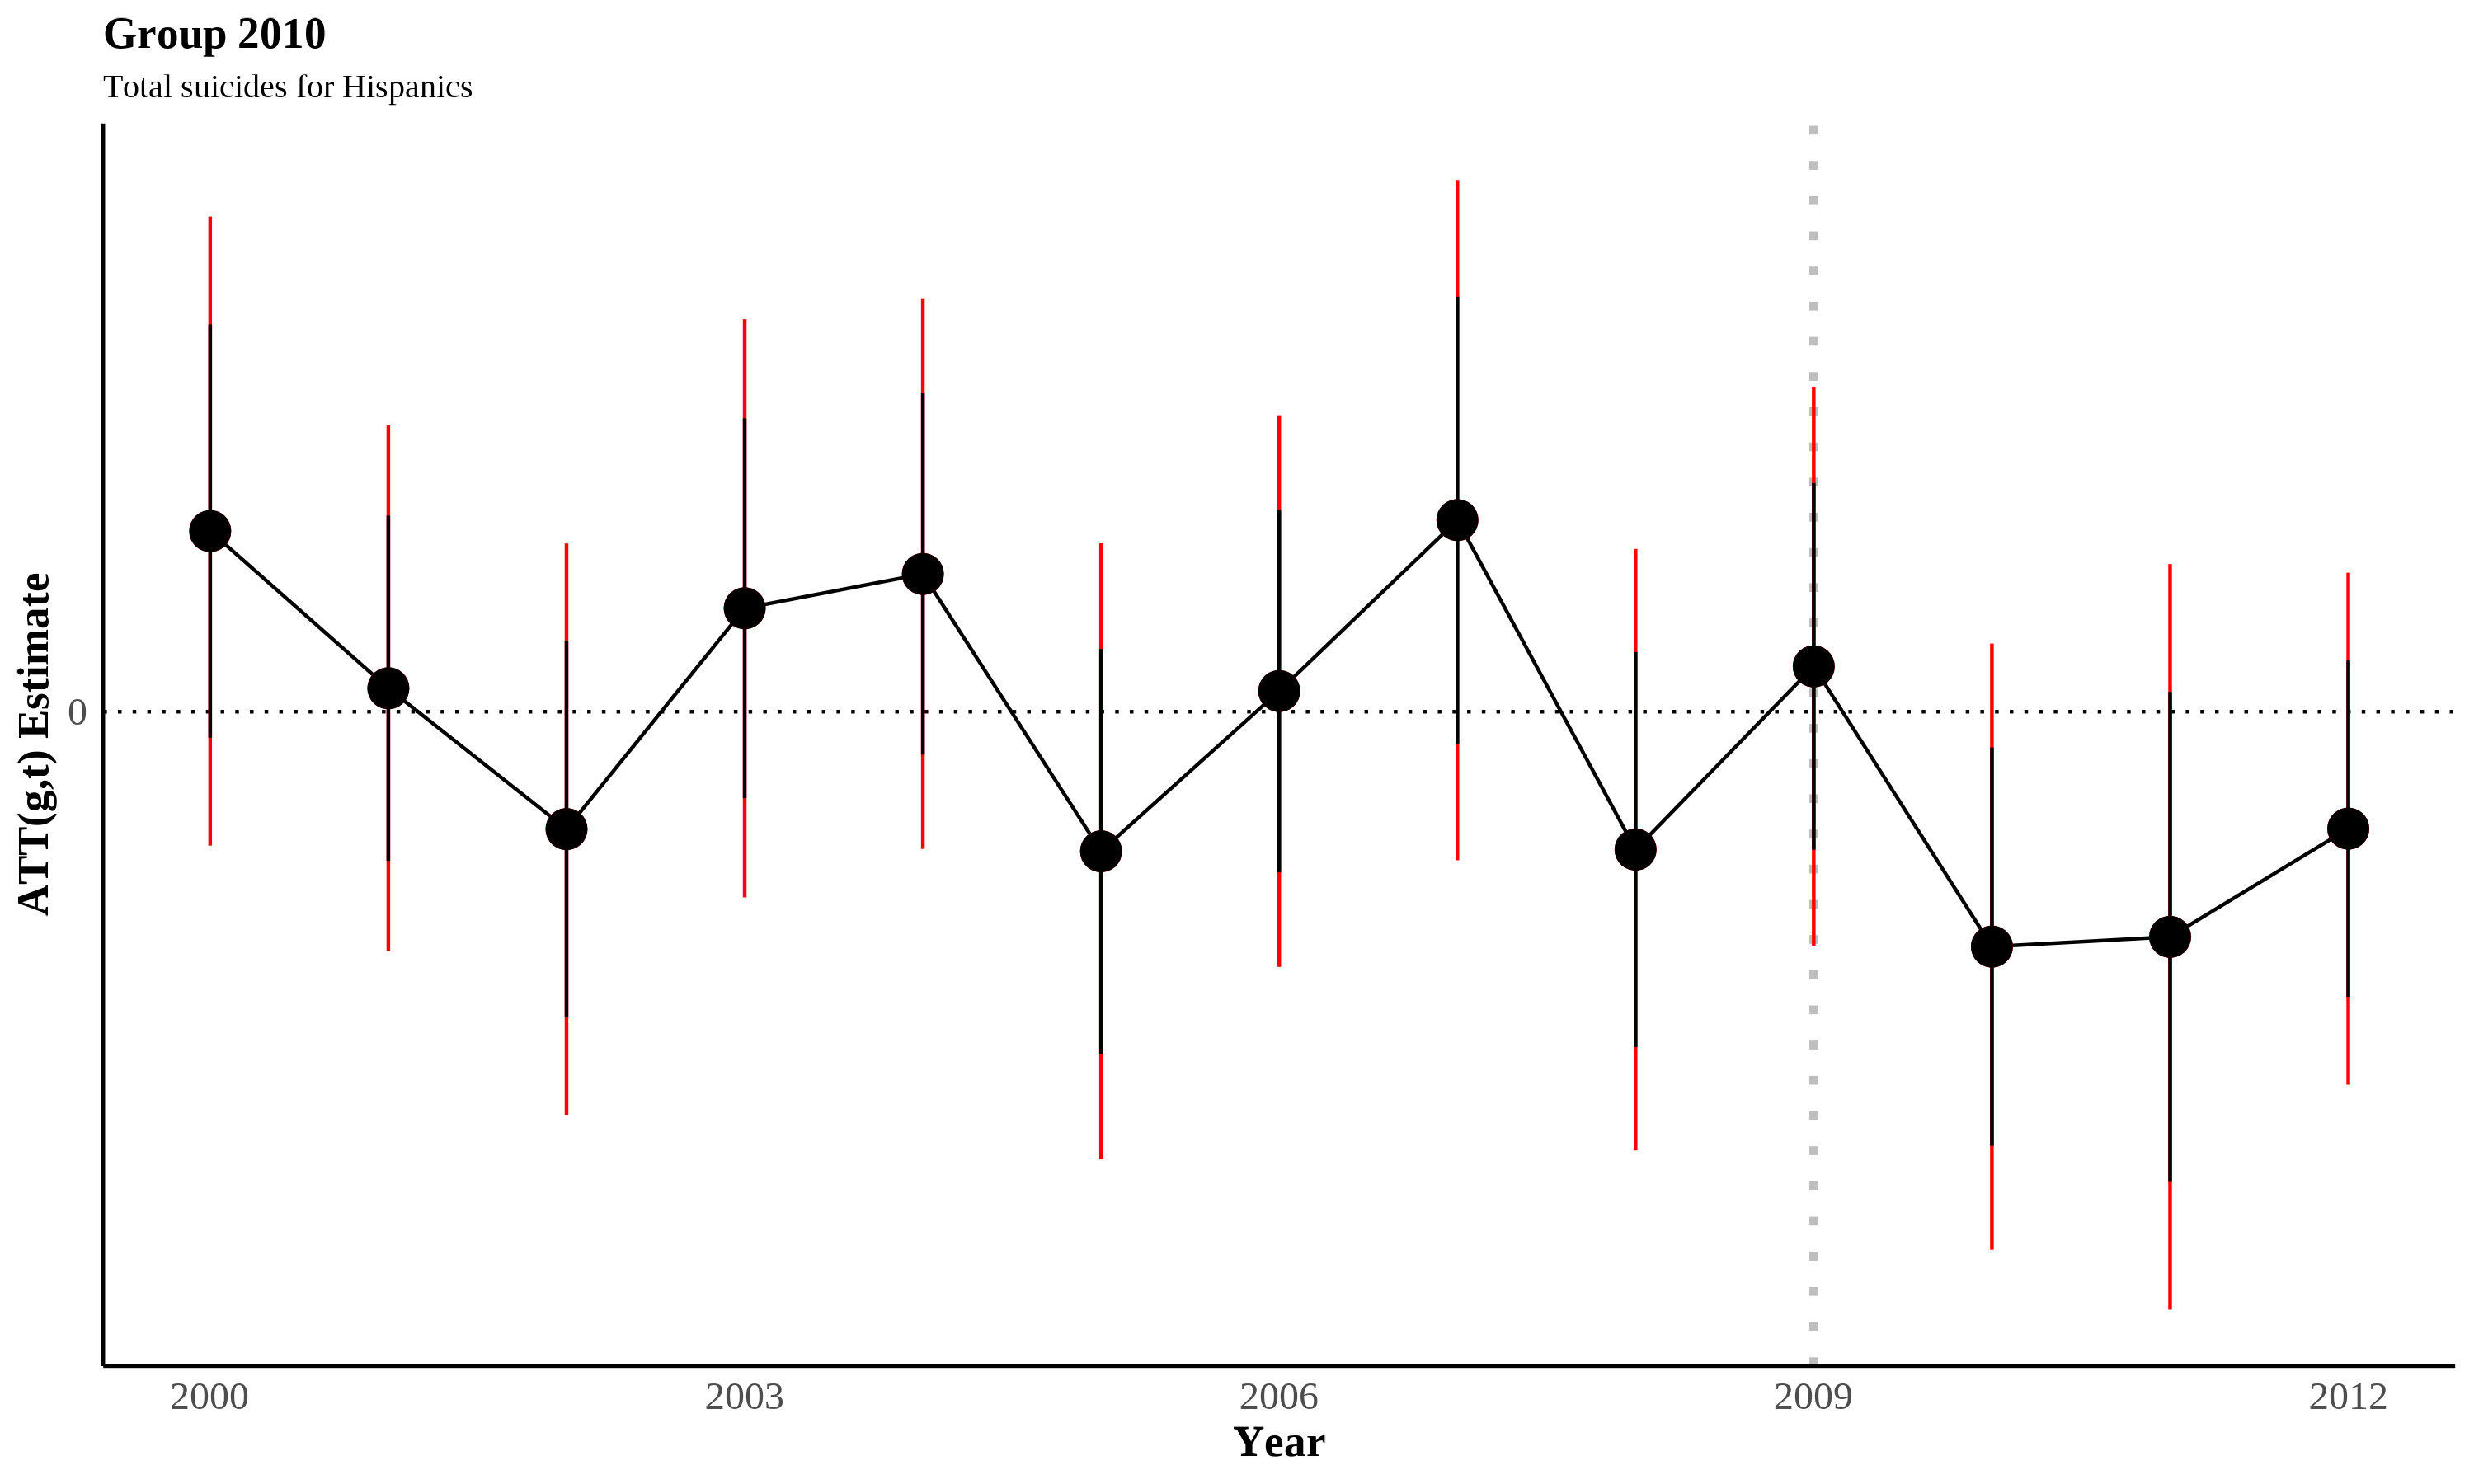 Group 2010
Total suicides for Hispanics
ATT(g,t) Estimate
0
2000 2003 2006 2009 2012
Year